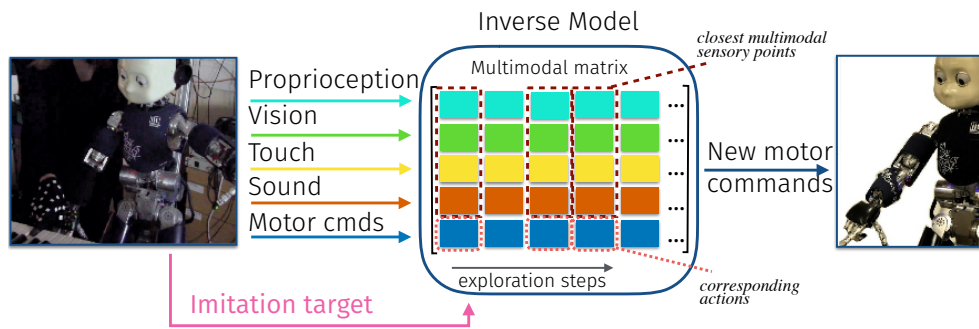 Inverse Model
closest multimodal
sensory points
Multimodal matrix
Proprioception
Vision
Touch
Sound
Motor cmds
...
...
...
...
...
New motor
commands
exploration steps
corresponding
actions
Imitation target